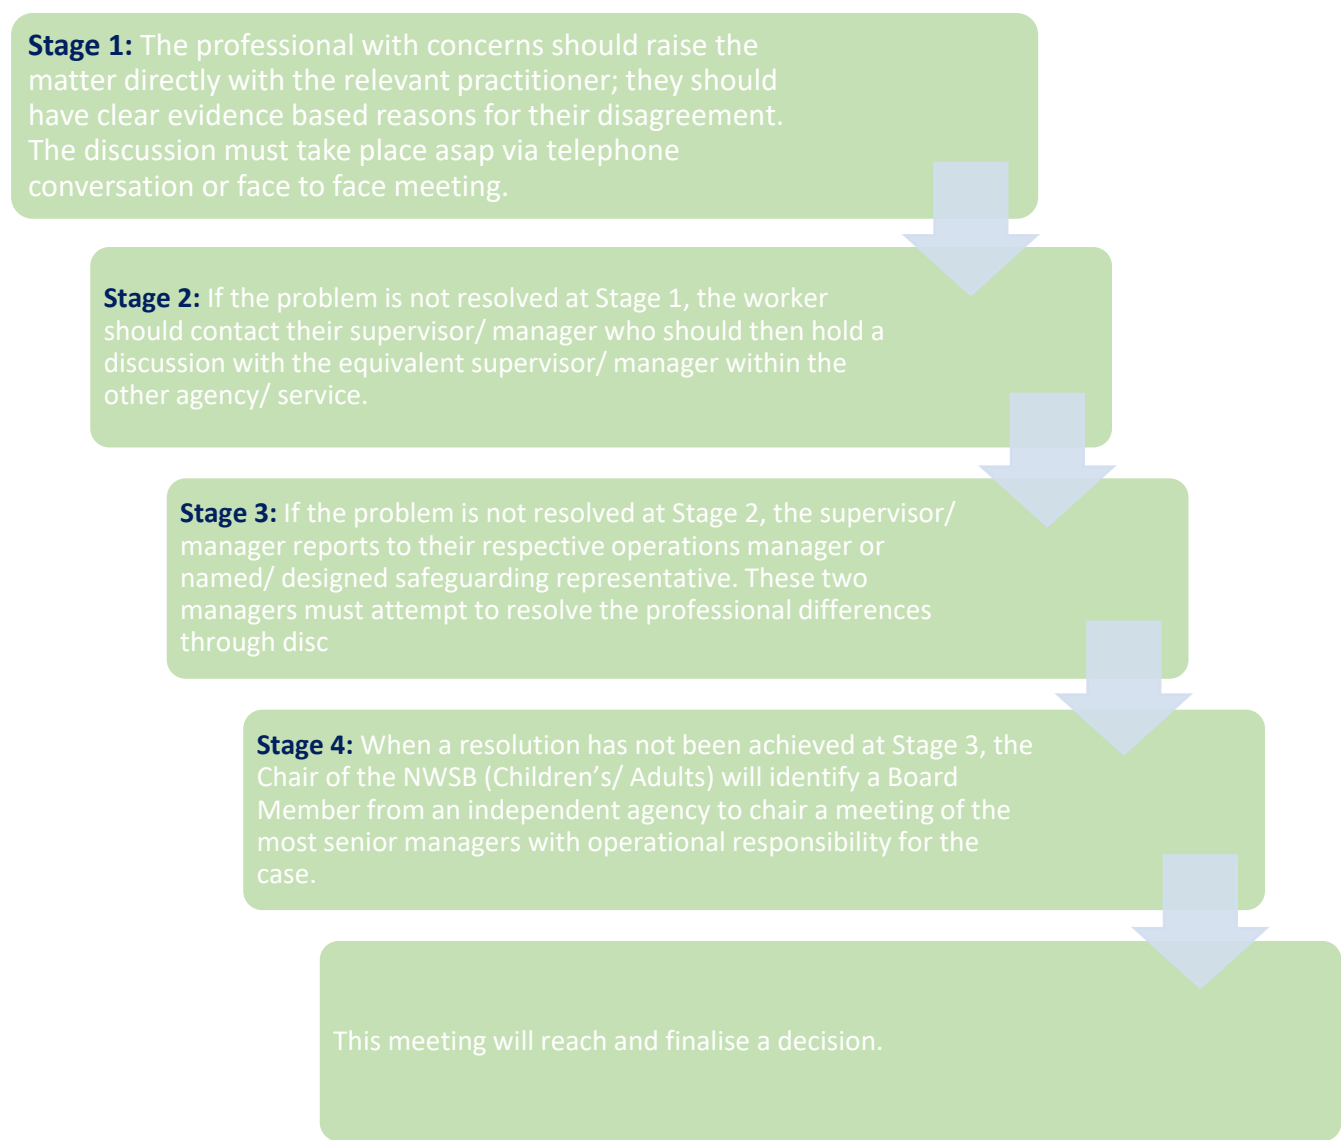 Stage 1: The professional with concerns should raise the
matter directly with the relevant practitioner; they should
have clear evidence based reasons for their disagreement.
The discussion must take place asap via telephone
conversation or face to face meeting.
Stage 2: If the problem is not resolved at Stage 1, the worker
should contact their supervisor/ manager who should then hold a
discussion with the equivalent supervisor/ manager within the
other agency/ service.
Stage 3: If the problem is not resolved at Stage 2, the supervisor/
manager reports to their respective operations manager or
named/ designed safeguarding representative. These two
managers must attempt to resolve the professional differences
through disc
Stage 4: When a resolution has not been achieved at Stage 3, the
Chair of the NWSB (Children’s/ Adults) will identify a Board
Member from an independent agency to chair a meeting of the
most senior managers with operational responsibility for the
case.
This meeting will reach and finalise a decision.